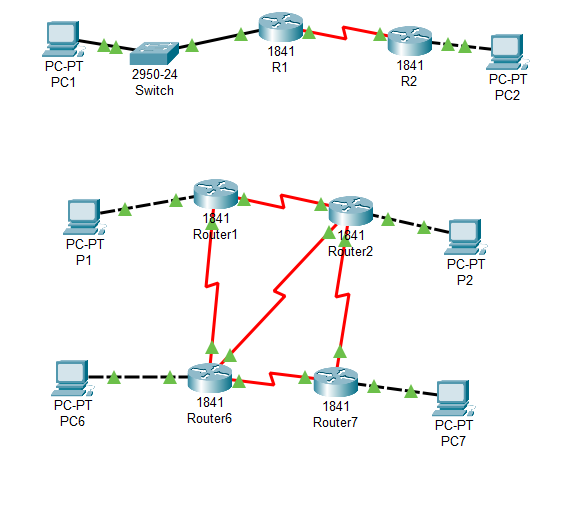 PC-PT
PC1
2950-24
Switch
1841
R1
1841
R2
PC-PT
PC2
PC-PT
P1
1841
Router1
1841
Router2
PC-PT
P2
PC-PT
PC6
1841
Router6
1841
Router7
PC-PT
PC7